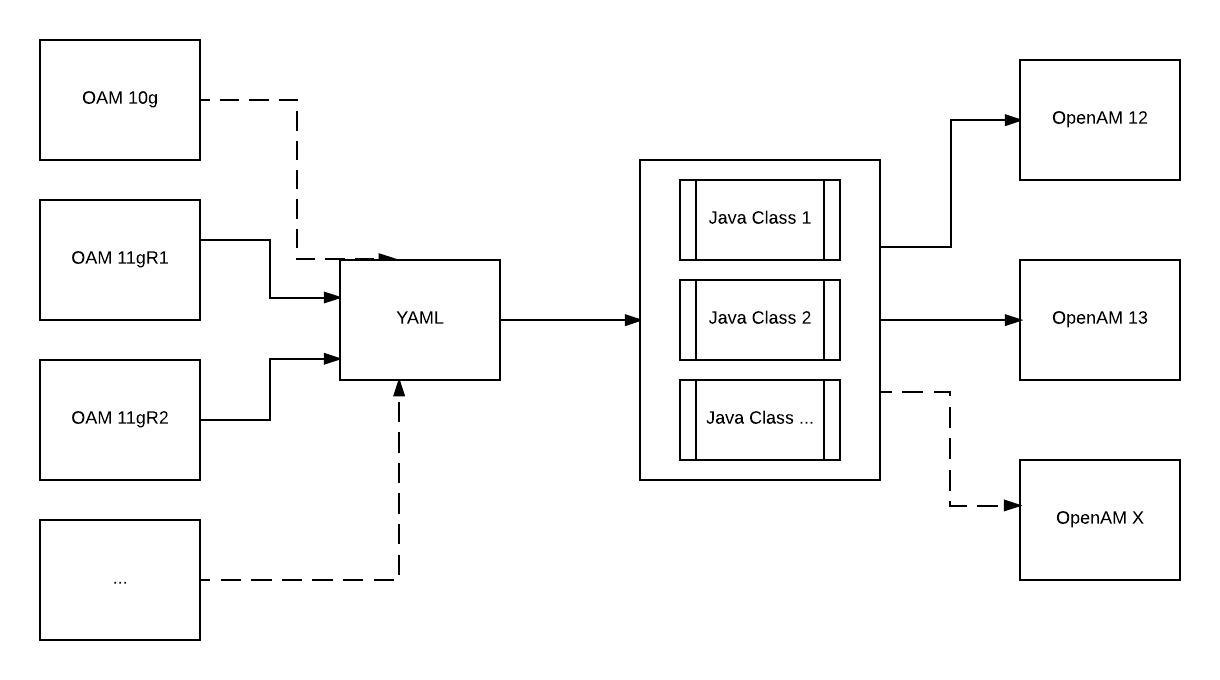 OAM 10g
OAM 11gR1
OAM 11gR2
...
YAML
Java Class 1
Java Class 2
Java Class ...
OpenAM 12
OpenAM 13
OpenAM X